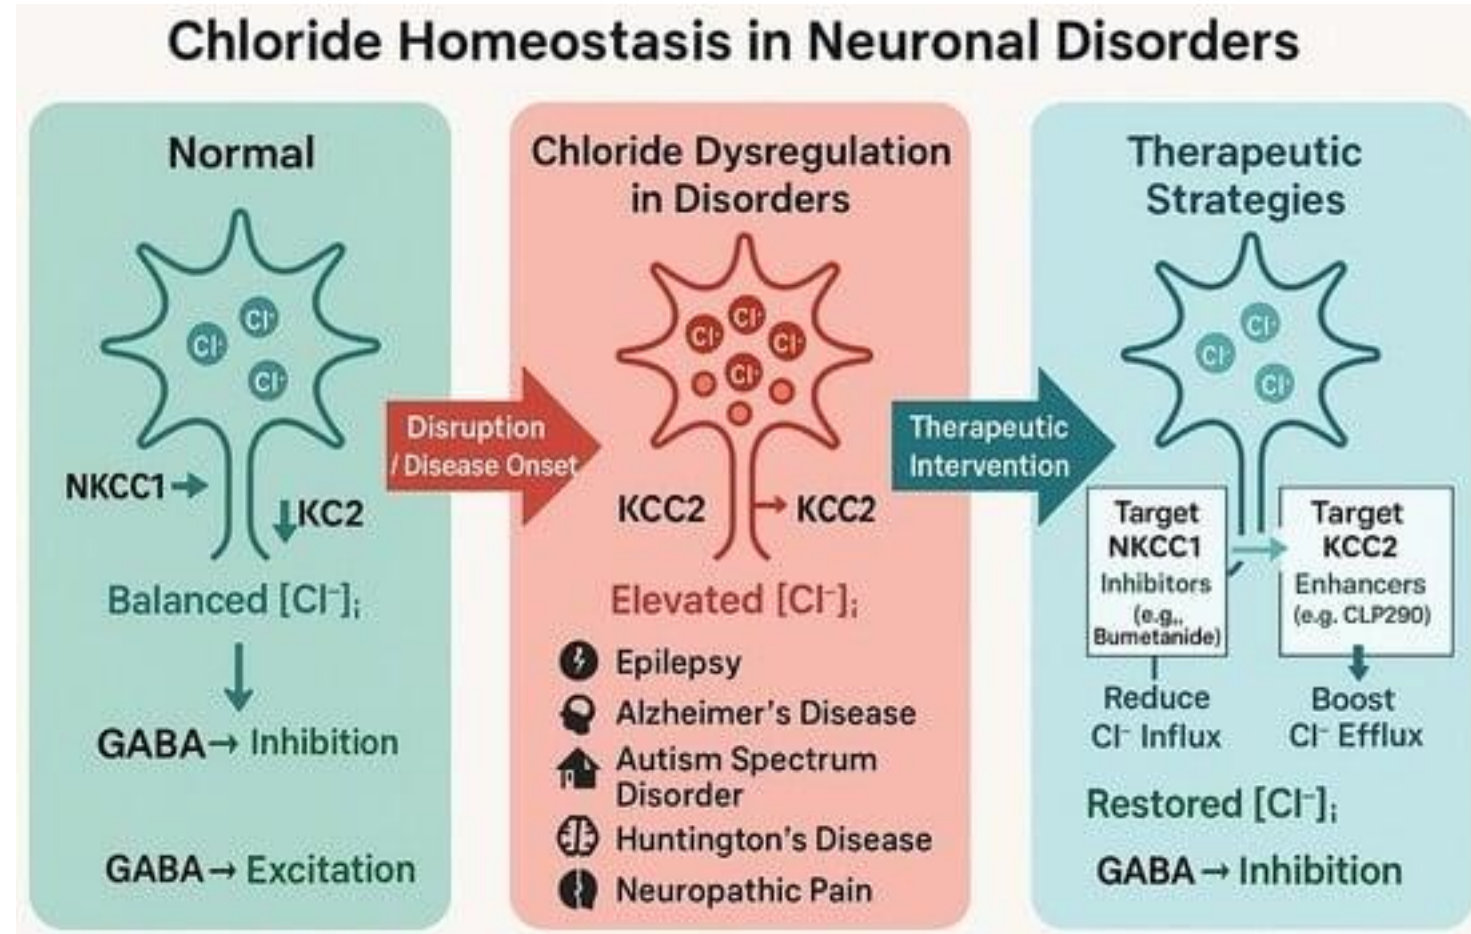 Chloride Homeostasis in Neuronal Disorders
Normal
Cl⁻
Cl⁻
Cl⁻
NKCC1
KC2
Balanced [Cl⁻]ᵢ
GABA → Inhibition
GABA → Excitation
Disruption
/ Disease Onset
Chloride Dysregulation
in Disorders
Cl⁻
Cl⁻
Cl⁻
Cl⁻
KCC2
KCC2
Elevated [Cl⁻]ᵢ
Epilepsy
Alzheimer's Disease
Autism Spectrum
Disorder
Huntington's Disease
Neuropathic Pain
Therapeutic
Intervention
Therapeutic
Strategies
Cl⁻
Cl⁻
Cl⁻
Target
NKCC1
Inhibitors
(e.g.,
Bumetanide)
Reduce
Cl⁻ Influx
Target
KCC2
Enhancers
(e.g. CLP290)
Boost
Cl⁻ Efflux
Restored [Cl⁻]ᵢ
GABA → Inhibition